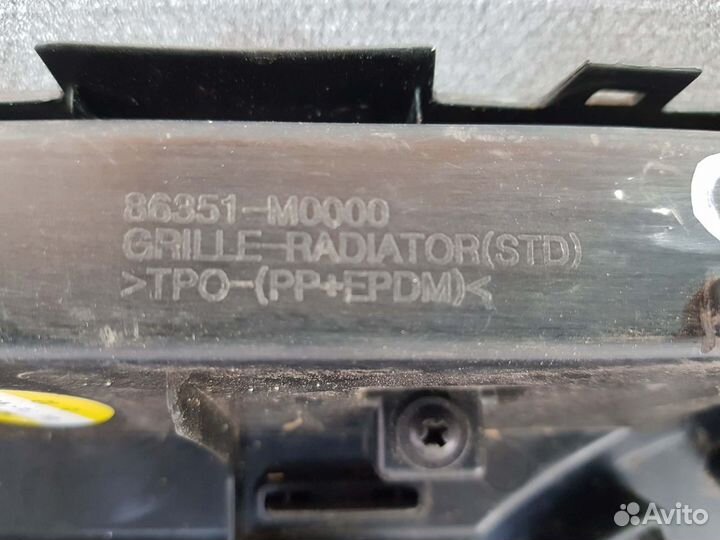 86351-M0000
GRILLE-RADIATOR(STD)
>TPO-(PP+EPDM)<
Avito